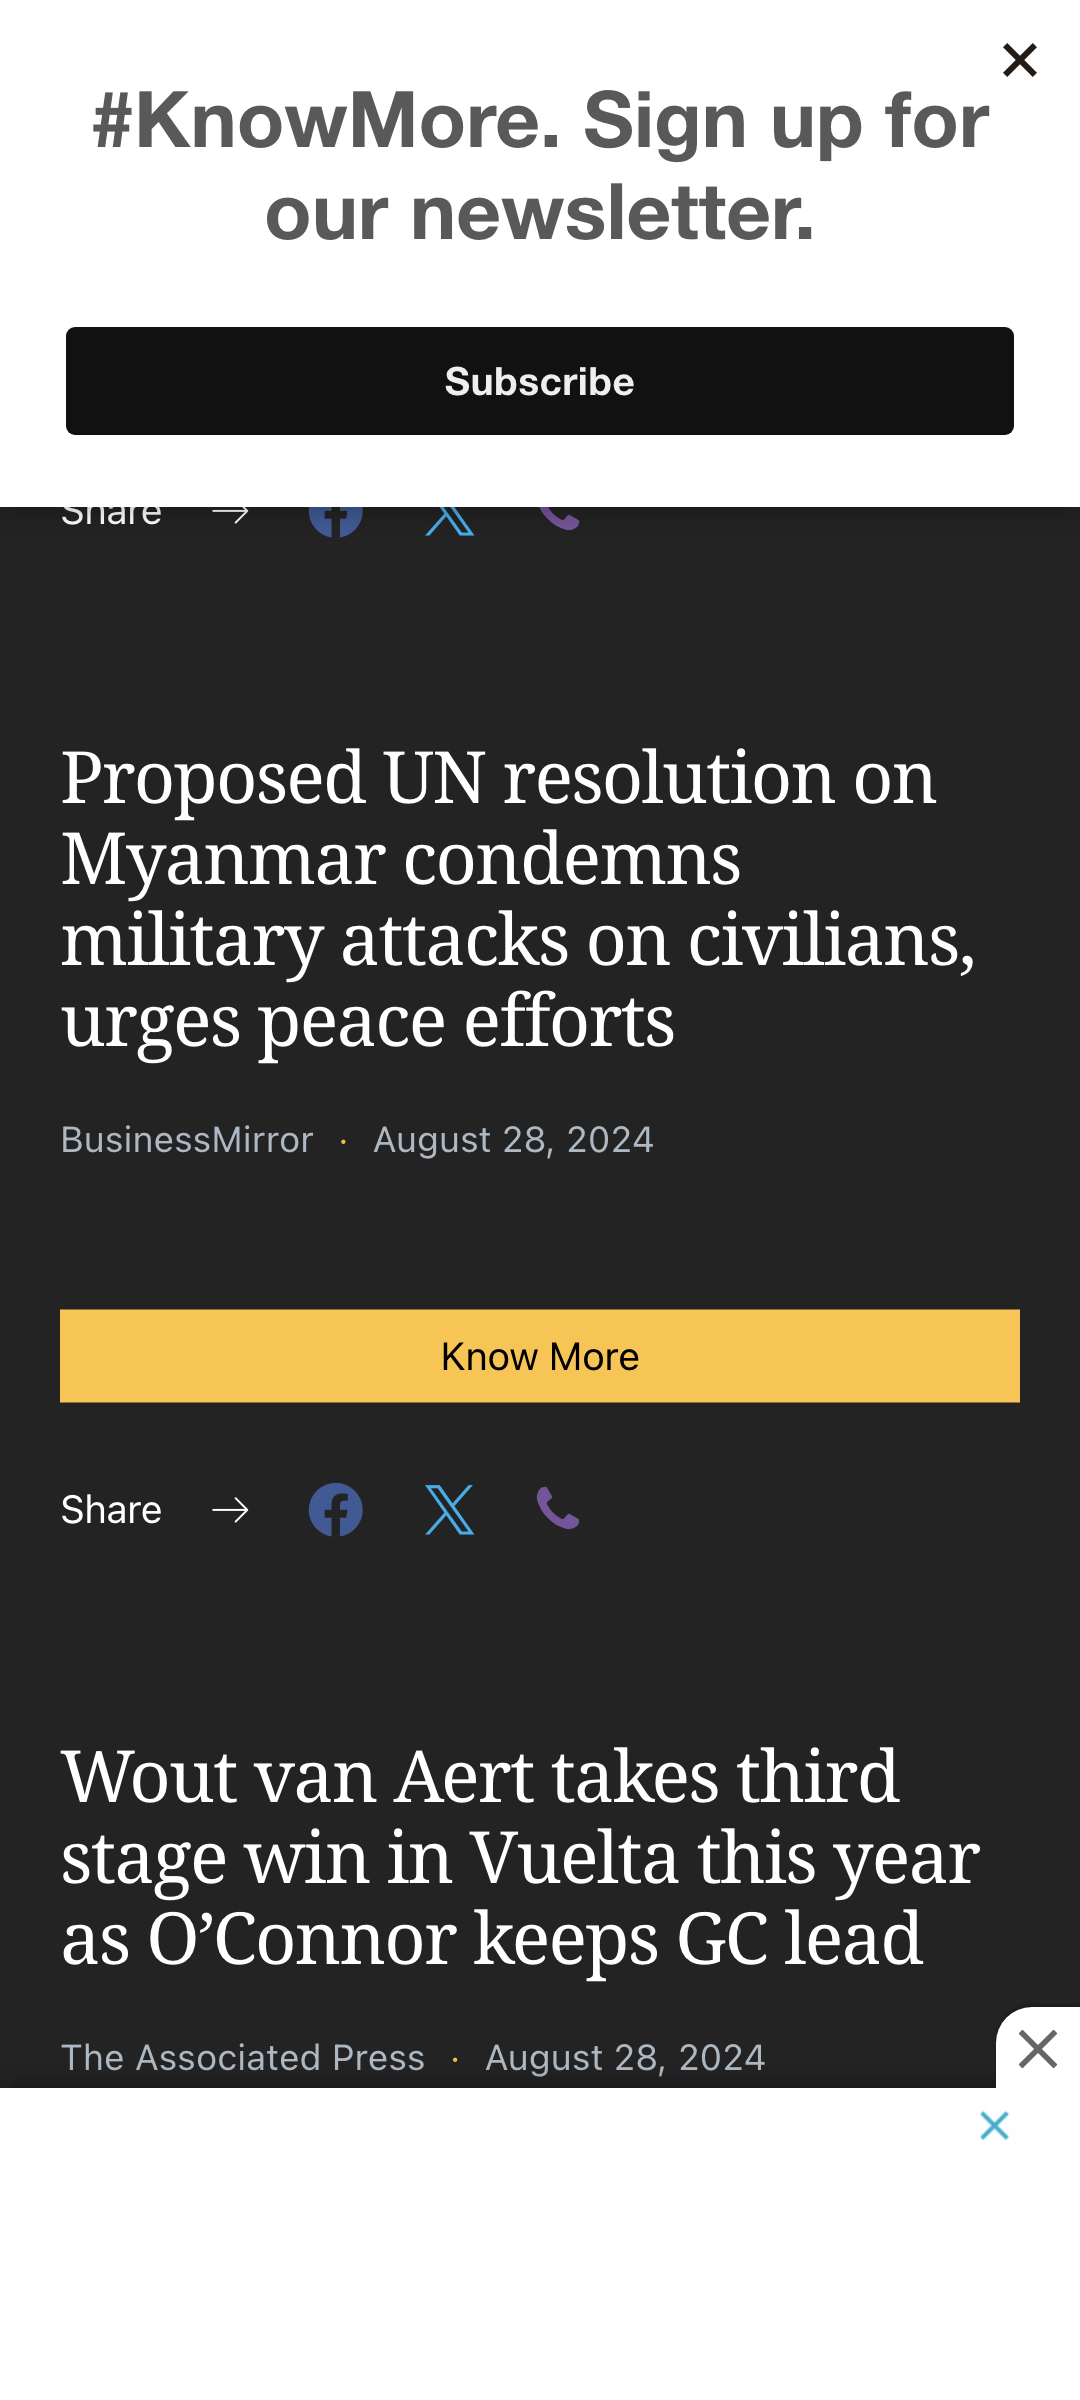 #KnowMore. Sign up for
our newsletter.
Subscribe
Share
Proposed UN resolution on
Myanmar condemns
military attacks on civilians,
urges peace efforts
BusinessMirror · August 28, 2024
Know More
Share
Wout van Aert takes third
stage win in Vuelta this year
as O’Connor keeps GC lead
The Associated Press · August 28, 2024